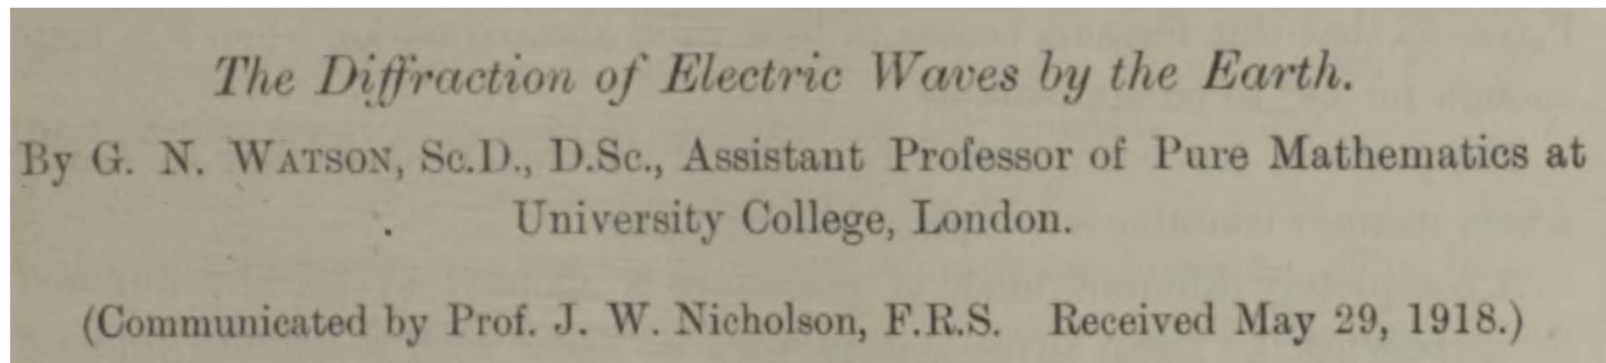 The Diffraction of Electric Waves by the Earth.
By G. N. WATSON, Sc.D., D.Sc., Assistant Professor of Pure Mathematics at
University College, London.
(Communicated by Prof. J. W. Nicholson, F.R.S. Received May 29, 1918.)